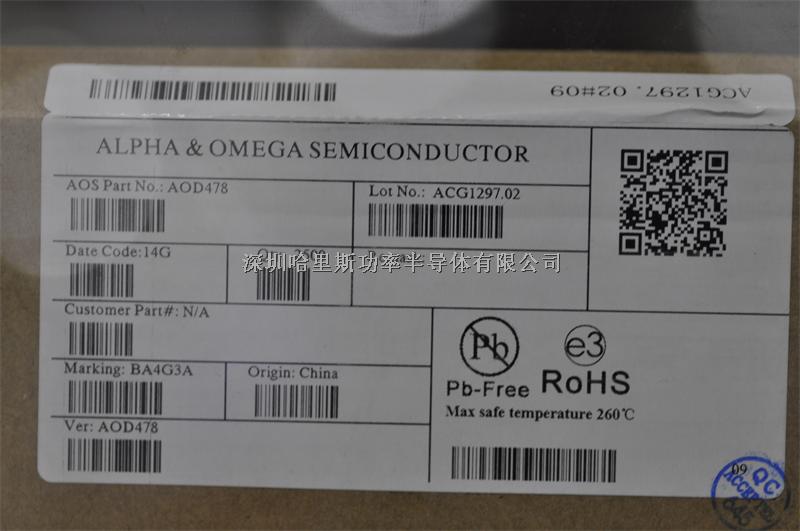 ACG1297.02#09
ALPHA & OMEGA SEMICONDUCTOR
AOS Part No.: AOD478
Lot No.: ACG1297.02
Date Code:14G
2500
深圳哈里斯功率半导体有限公司
Customer Part#: N/A
Marking: BA4G3A
Origin: China
Ver: AOD478
Pb
e3
Pb-Free
RoHS
Max safe temperature 260℃
09
QC
ACCEPTED